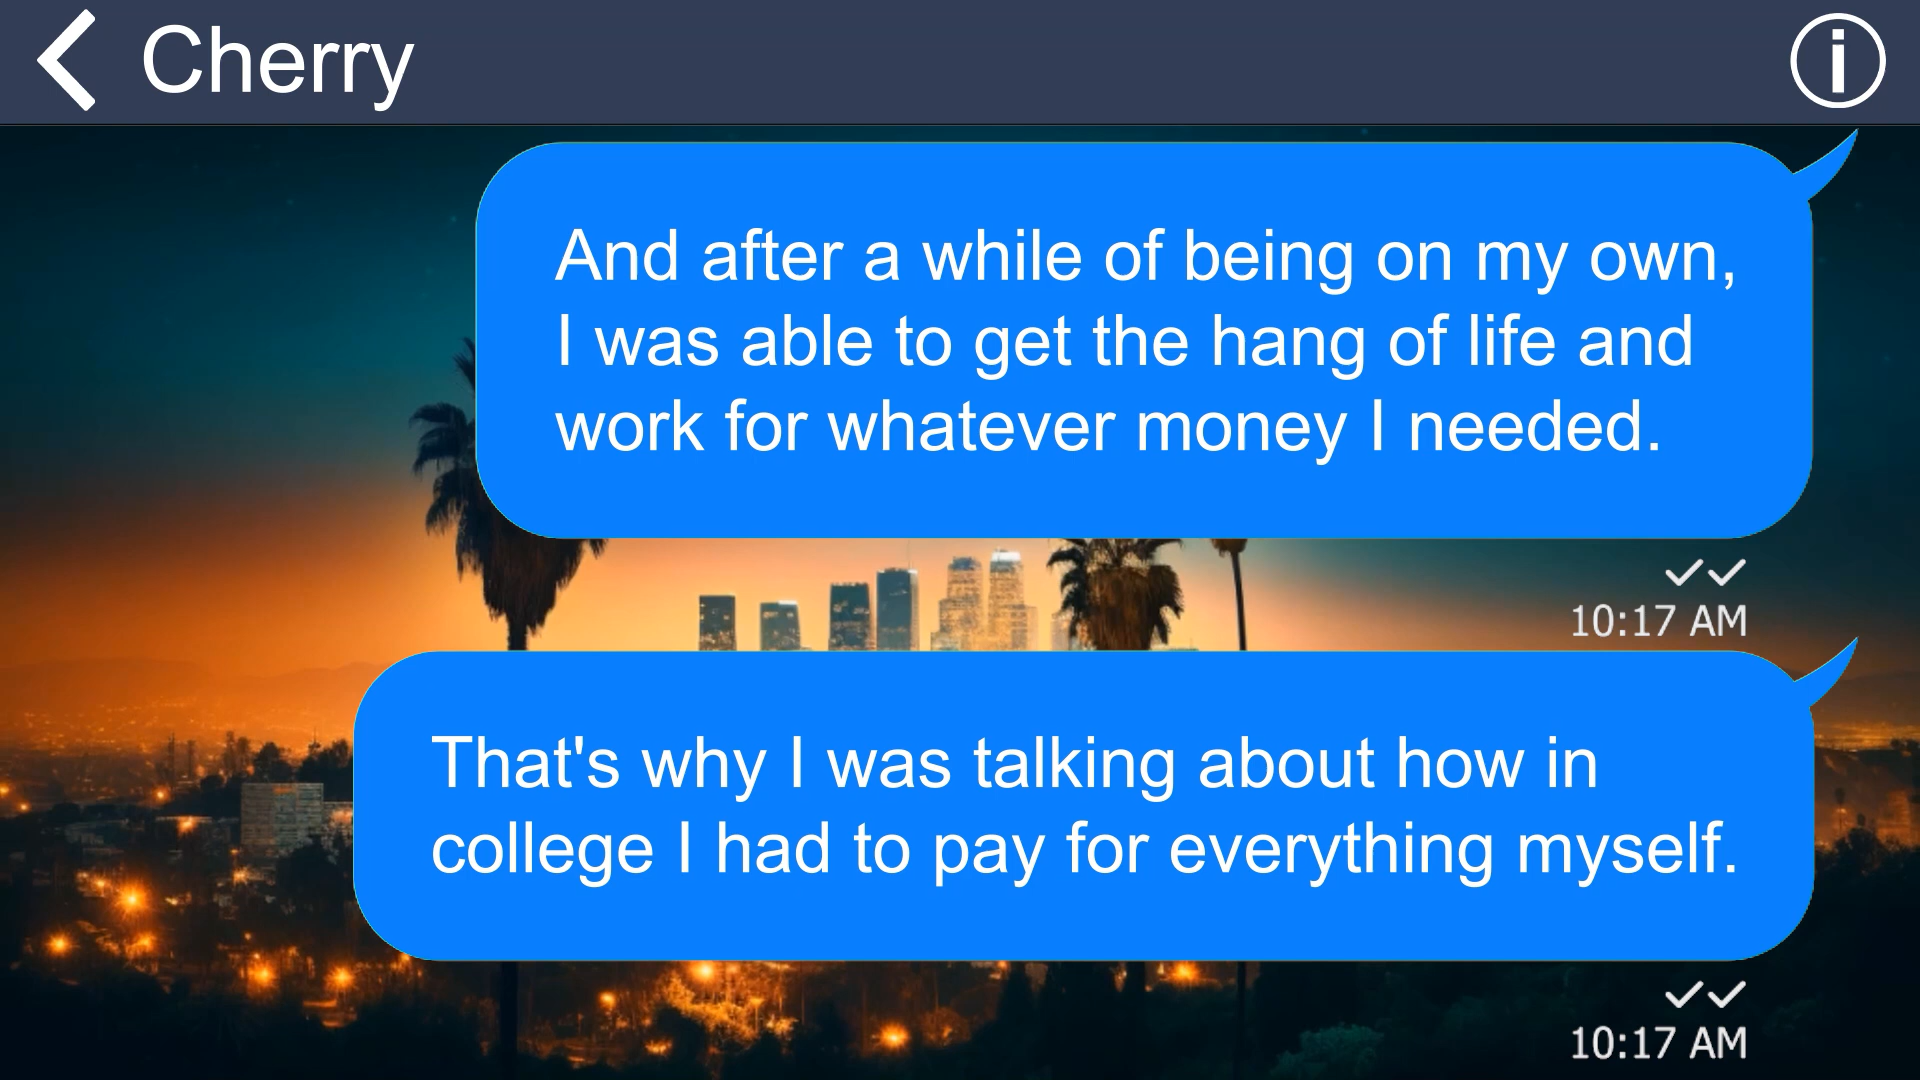 Cherry
And after a while of being on my own,
I was able to get the hang of life and
work for whatever money I needed.
10:17 AM
That's why I was talking about how in
college I had to pay for everything myself.
10:17 AM